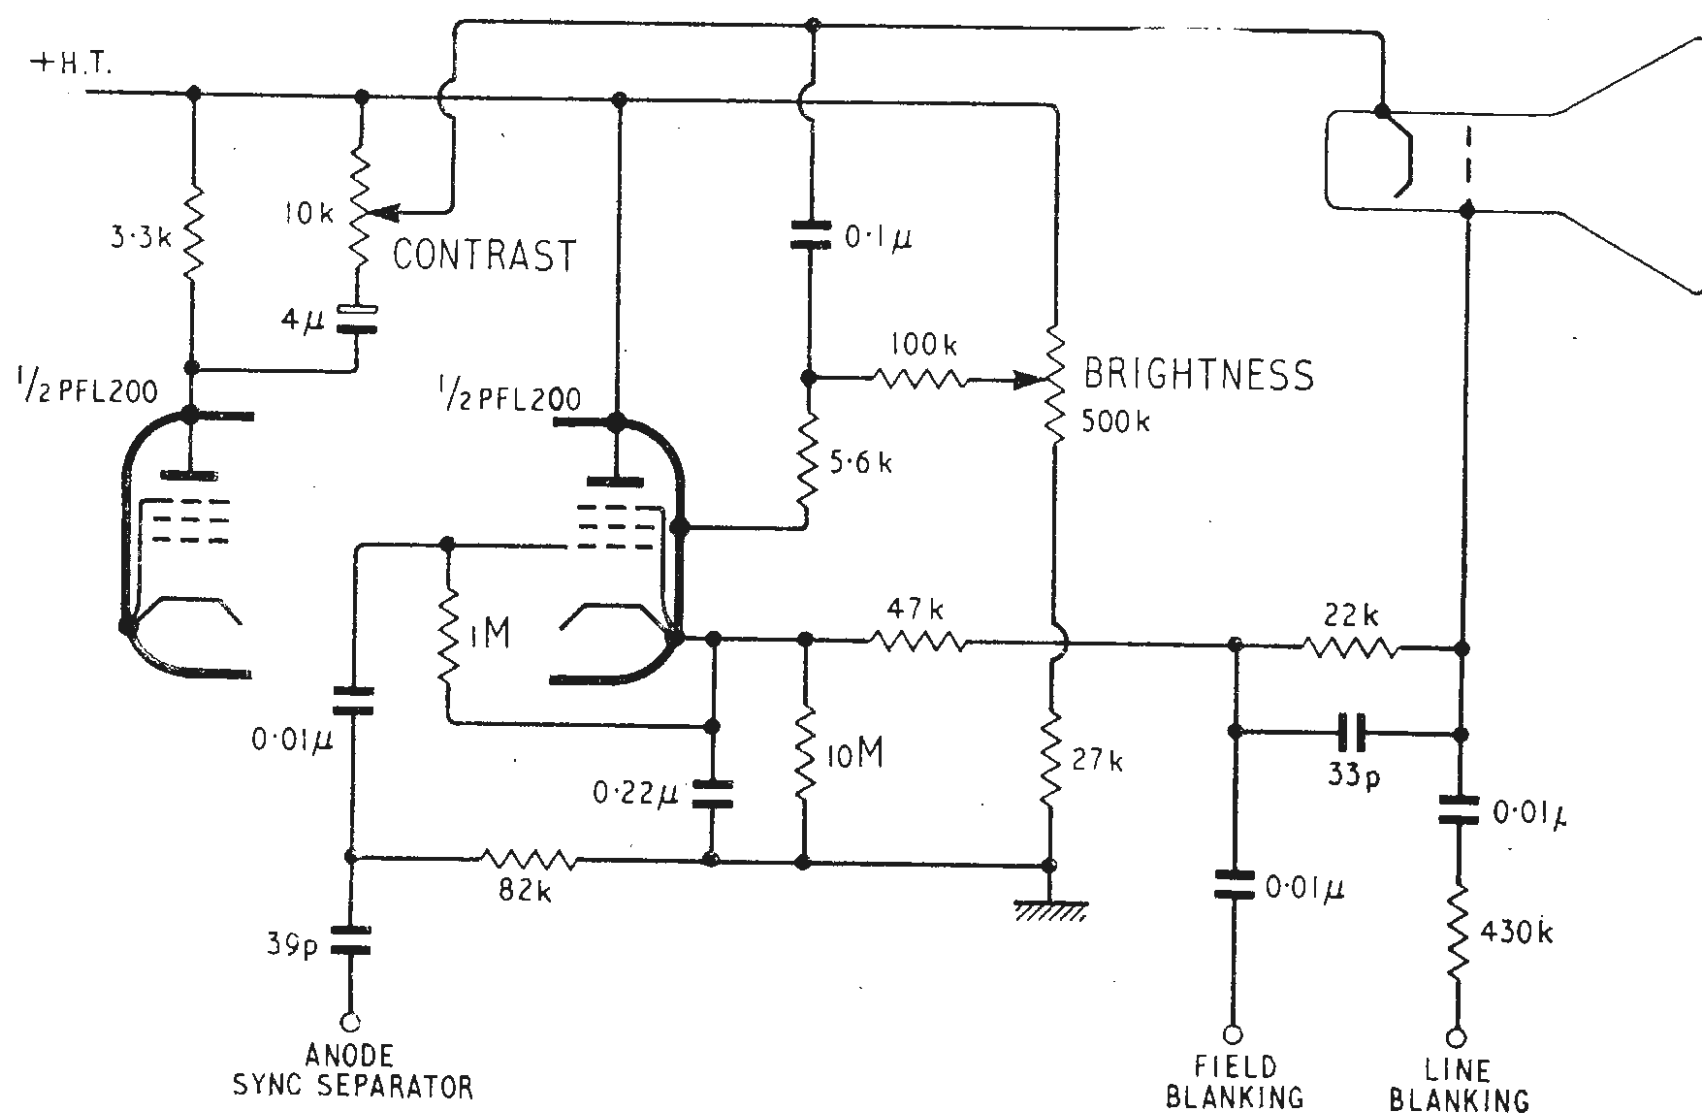 +H.T.
3·3k
10k
CONTRAST
4μ
0·1μ
1/2 PFL200
1/2 PFL200
100k
BRIGHTNESS
500k
5·6k
47k
22k
1M
0·01μ
0·22μ
10M
27k
33p
0·01μ
82k
0·01μ
39p
430k
ANODE
SYNC SEPARATOR
FIELD
BLANKING
LINE
BLANKING